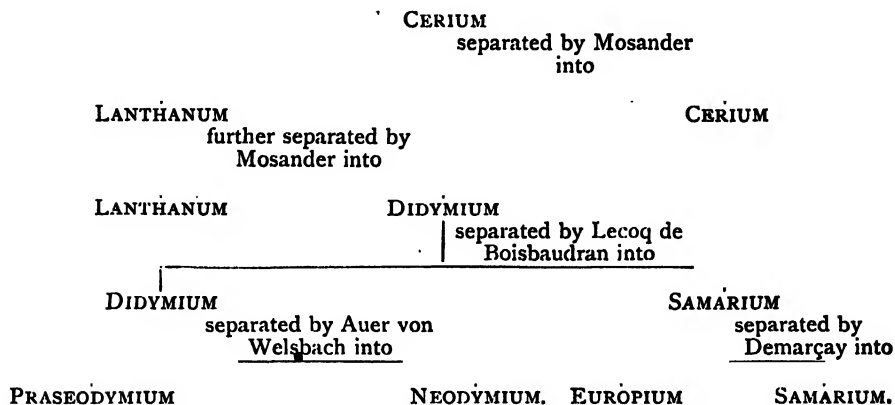 CERIUM
separated by Mosander
into
LANTHANUM CERIUM
further separated by
Mosander into
LANTHANUM DIDYMIUM
separated by Lecoq de
Boisbaudran into
DIDYMIUM SAMARIUM
separated by Auer von separated by
Welsbach into Demarçay into
PRASEODYMIUM NEODYMIUM. EUROPIUM SAMARIUM.